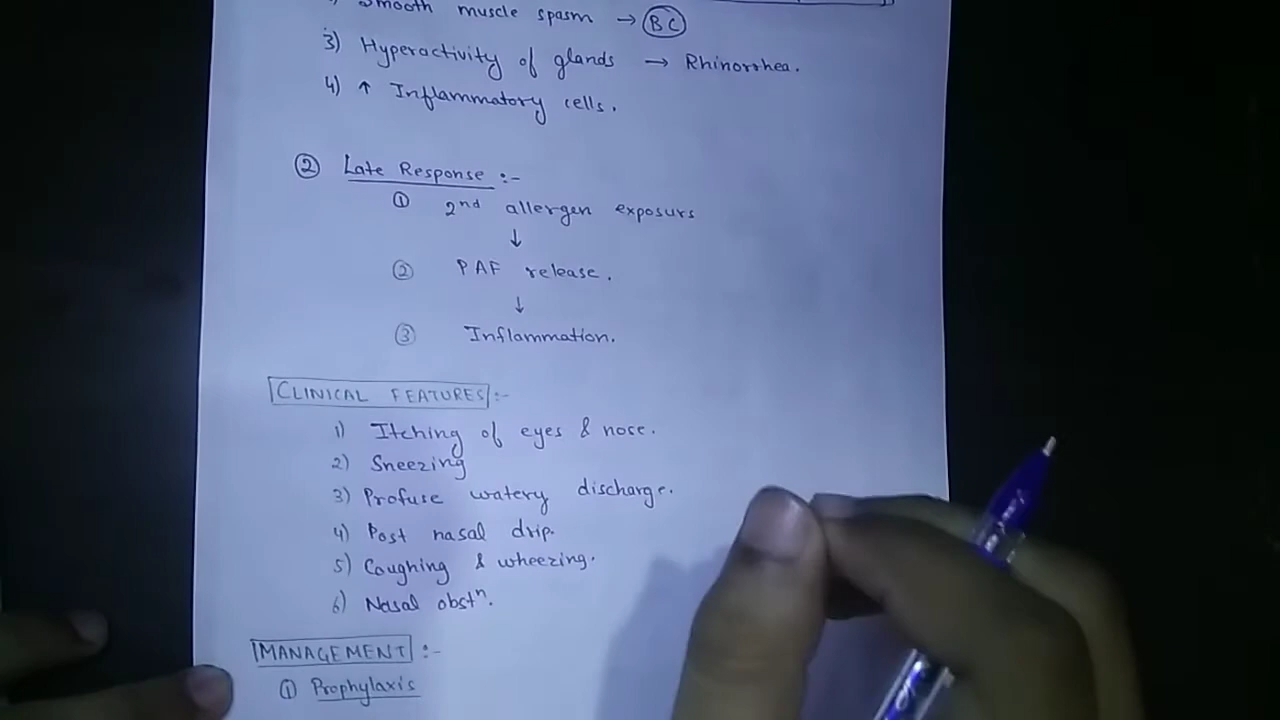 Smooth muscle spasm → BC
3) Hyperactivity of glands → Rhinorrhea.
4) ↑ Inflammatory cells.
② Late Response :-
① 2nd allergen exposurs
↓
② PAF release.
↓
③ Inflammation.
CLINICAL FEATURES :-
1) Itching of eyes & nose.
2) Sneezing
3) Profuse watery discharge.
4) Post nasal drip.
5) Coughing & wheezing.
6) Nasal obstn.
MANAGEMENT :-
① Prophylaxis